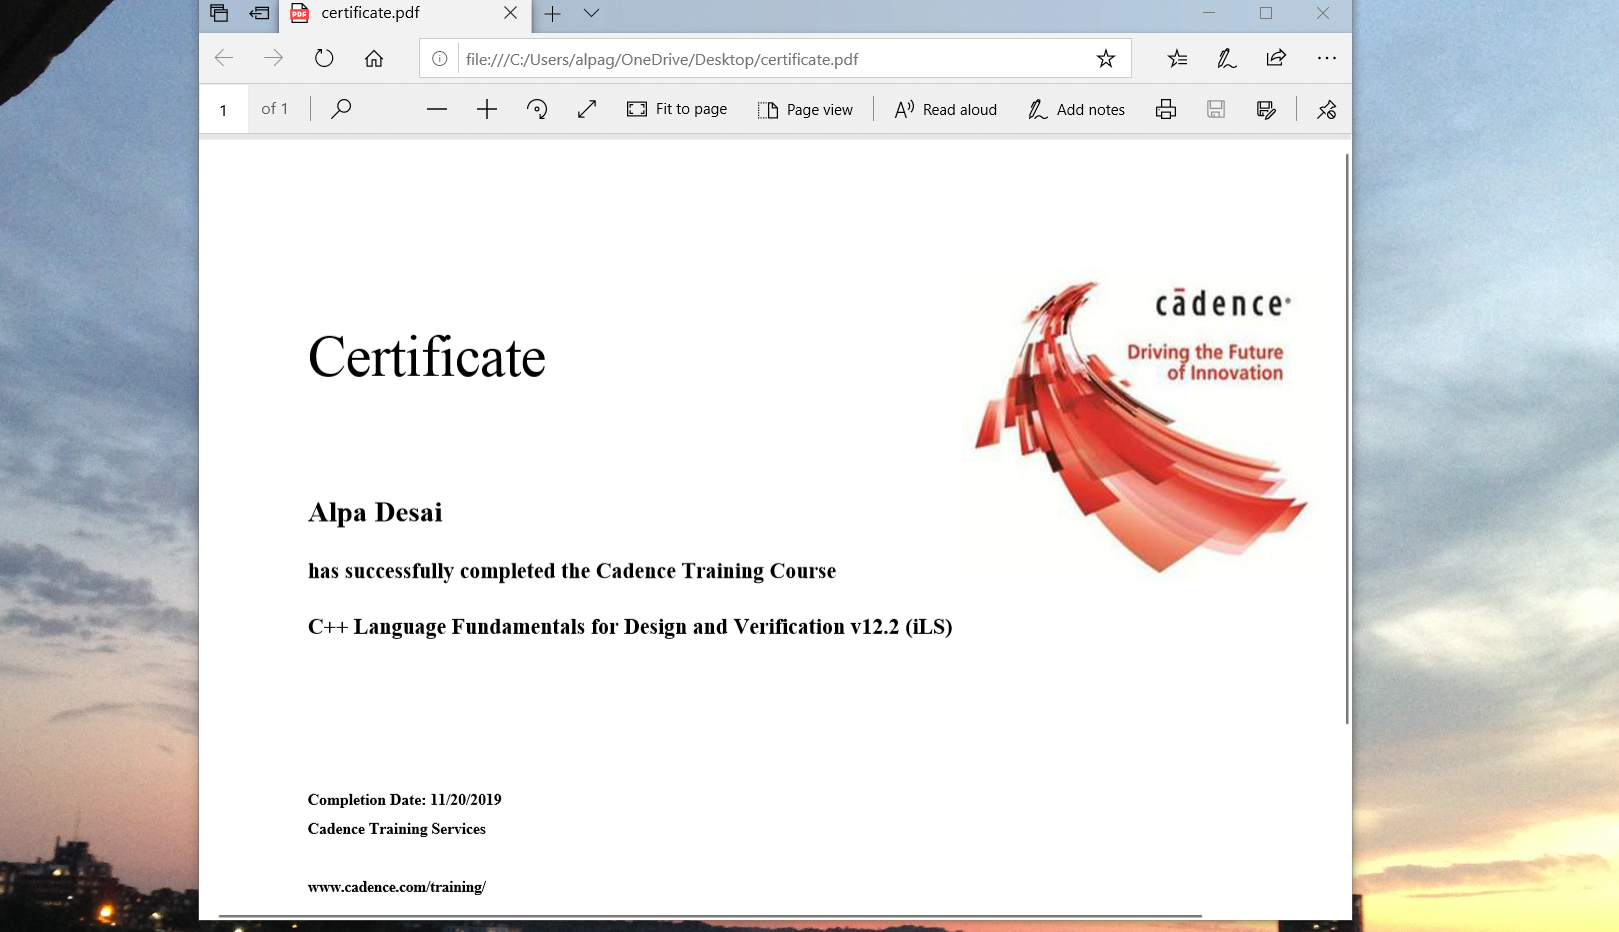 PDF certificate.pdf
file:///C:/Users/alpag/OneDrive/Desktop/certificate.pdf
1 of 1 Fit to page Page view Read aloud Add notes
cādence®
Driving the Future
of Innovation
Certificate
Alpa Desai
has successfully completed the Cadence Training Course
C++ Language Fundamentals for Design and Verification v12.2 (iLS)
Completion Date: 11/20/2019
Cadence Training Services
www.cadence.com/training/